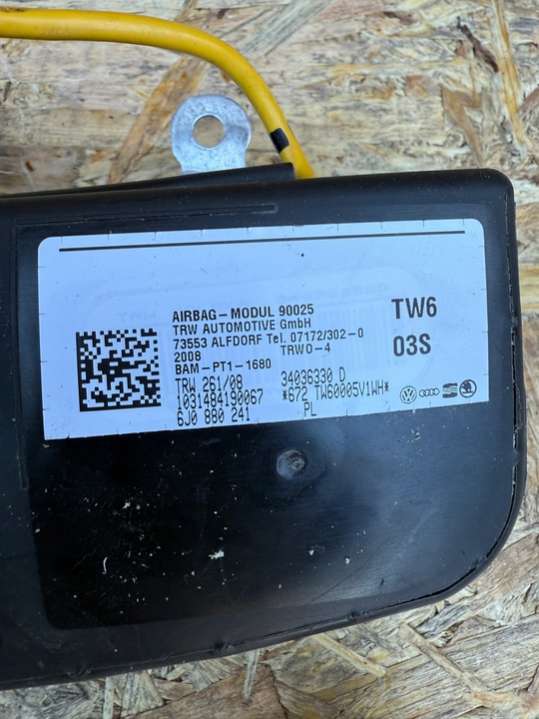 AIRBAG-MODUL 90025
TRW AUTOMOTIVE GmbH
73553 ALFDORF Tel. 07172/302-0
2008 TRWO-4
BAM-PT1-1680
TRW 261/08 34036330 D
1031484190067 *672 TW60005V1WH*
6J0 880 241 PL
TW6
03S